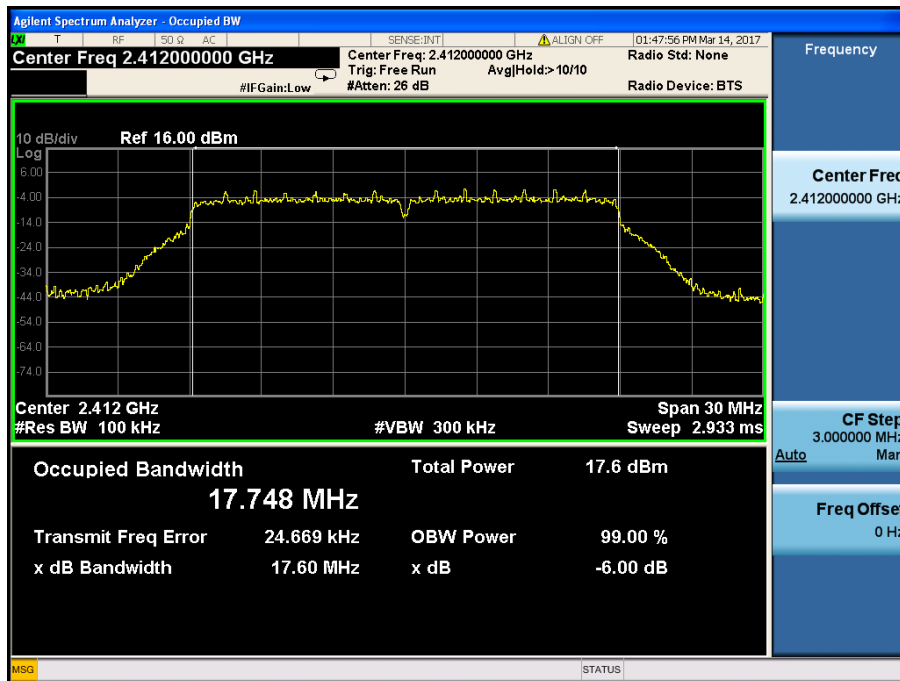 Agilent Spectrum Analyzer - Occupied BW
LXI T RF 50 Ω AC SENSE:INT ALIGN OFF 01:47:56 PM Mar 14, 2017
Center Freq 2.412000000 GHz
Center Freq: 2.412000000 GHz Radio Std: None
Trig: Free Run Avg|Hold:>10/10
#IFGain:Low #Atten: 26 dB Radio Device: BTS
10 dB/div Ref 16.00 dBm
Log
6.00
-4.00
-14.0
-24.0
-34.0
-44.0
-54.0
-64.0
-74.0
Center 2.412 GHz Span 30 MHz
#Res BW 100 kHz #VBW 300 kHz Sweep 2.933 ms
Occupied Bandwidth Total Power 17.6 dBm
17.748 MHz
Transmit Freq Error 24.669 kHz OBW Power 99.00 %
x dB Bandwidth 17.60 MHz x dB -6.00 dB
MSG STATUS
Frequency
Center Freq
2.412000000 GHz
CF Step
3.000000 MHz
Auto Man
Freq Offset
0 Hz